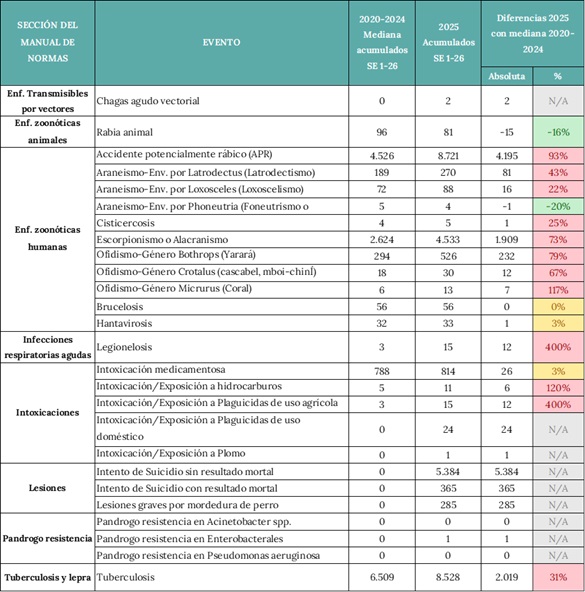 SECCIÓN DEL MANUAL DE NORMAS | EVENTO | 2020-2024 Mediana acumulados SE 1-26 | 2025 Acumulados SE 1-26 | Diferencias 2025 con mediana 2020-2024
Absoluta | %
Enf. Transmisibles por vectores | Chagas agudo vectorial | 0 | 2 | 2 | N/A
Enf. zoonóticas animales | Rabia animal | 96 | 81 | -15 | -16%
Enf. zoonóticas humanas | Accidente potencialmente rábico (APR) | 4.526 | 8.721 | 4.195 | 93%
Araneismo-Env. por Latrodectus (Latrodectismo) | 189 | 270 | 81 | 43%
Araneismo-Env. por Loxosceles (Loxoscelismo) | 72 | 88 | 16 | 22%
Araneismo-Env. por Phoneutria (Foneutrismo o | 5 | 4 | -1 | -20%
Cisticercosis | 4 | 5 | 1 | 25%
Escorpionismo o Alacranismo | 2.624 | 4.533 | 1.909 | 73%
Ofidismo-Género Bothrops (Yarará) | 294 | 526 | 232 | 79%
Ofidismo-Género Crotalus (cascabel, mboi-chinÍ) | 18 | 30 | 12 | 67%
Ofidismo-Género Micrurus (Coral) | 6 | 13 | 7 | 117%
Brucelosis | 56 | 56 | 0 | 0%
Hantavirosis | 32 | 33 | 1 | 3%
Infecciones respiratorias agudas | Legionelosis | 3 | 15 | 12 | 400%
Intoxicaciones | Intoxicación medicamentosa | 788 | 814 | 26 | 3%
Intoxicación/Exposición a hidrocarburos | 5 | 11 | 6 | 120%
Intoxicación/Exposición a Plaguicidas de uso agrícola | 3 | 15 | 12 | 400%
Intoxicación/Exposición a Plaguicidas de uso doméstico | 0 | 24 | 24 | N/A
Intoxicación/Exposición a Plomo | 0 | 1 | 1 | N/A
Lesiones | Intento de Suicidio sin resultado mortal | 0 | 5.384 | 5.384 | N/A
Intento de Suicidio con resultado mortal | 0 | 365 | 365 | N/A
Lesiones graves por mordedura de perro | 0 | 285 | 285 | N/A
Pandrogo resistencia | Pandrogo resistencia en Acinetobacter spp. | 0 | 0 | 0 | N/A
Pandrogo resistencia en Enterobacterales | 0 | 1 | 1 | N/A
Pandrogo resistencia en Pseudomonas aeruginosa | 0 | 0 | 0 | N/A
Tuberculosis y lepra | Tuberculosis | 6.509 | 8.528 | 2.019 | 31%